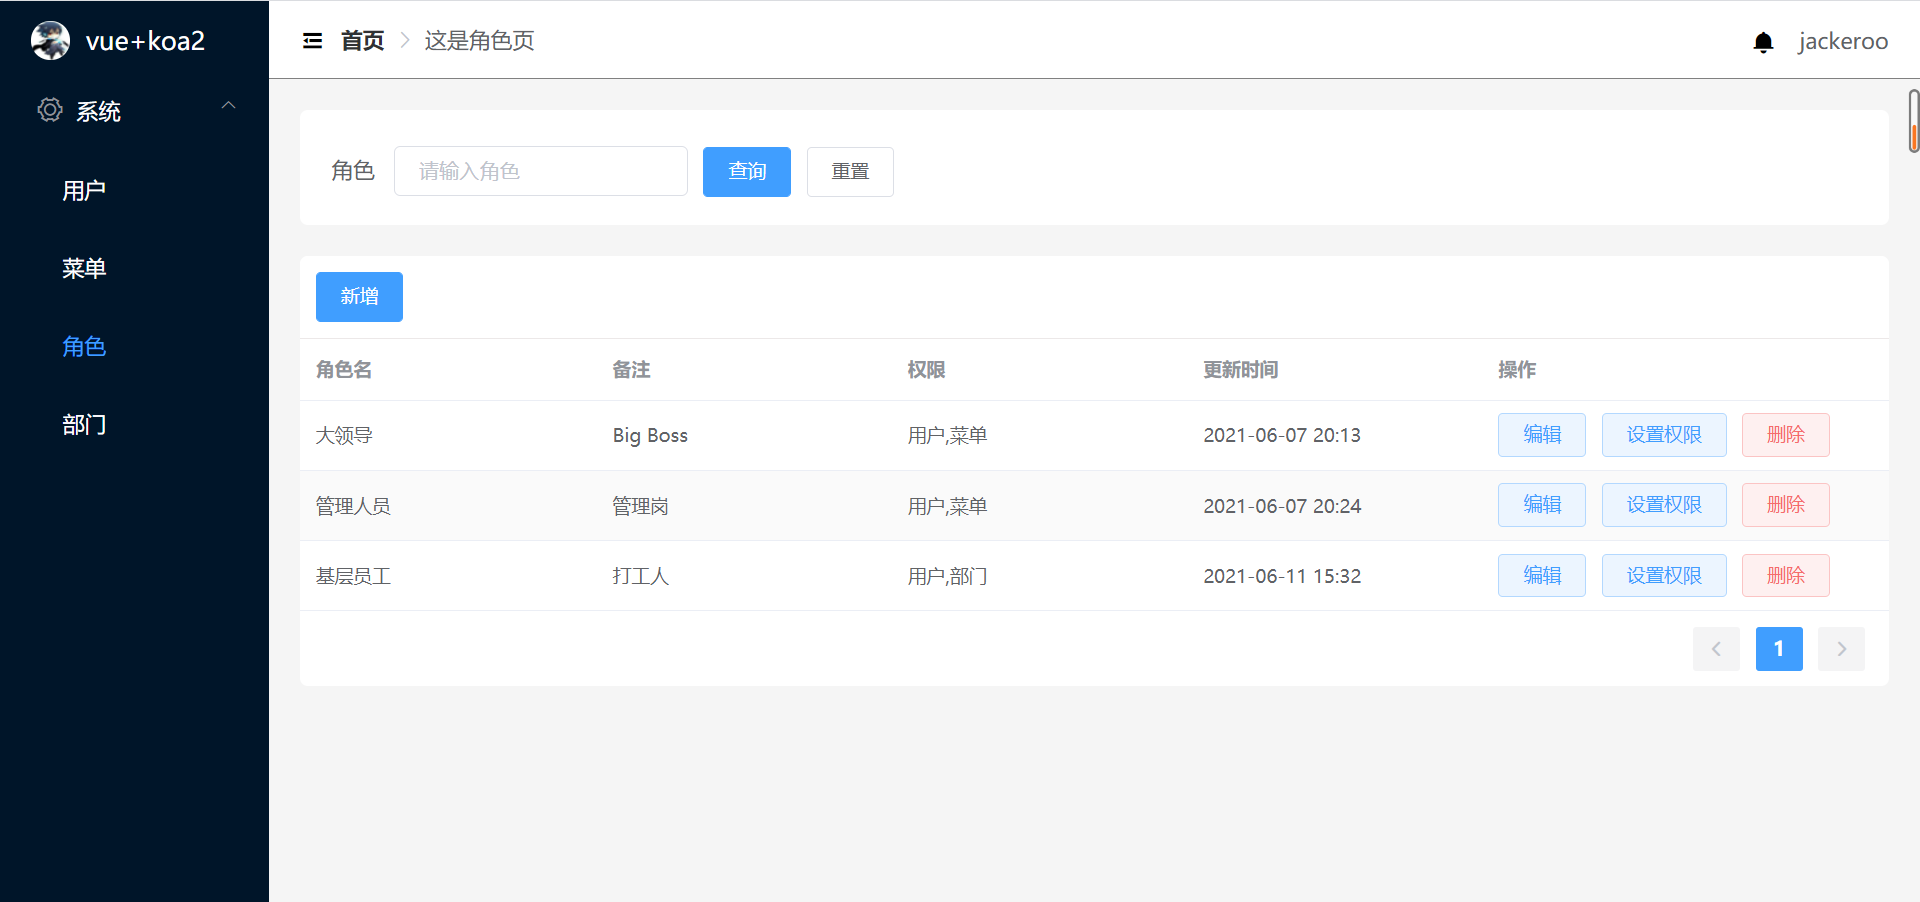 vue+koa2
系统
用户
菜单
角色
部门
首页 这是角色页
jackeroo
角色 请输入角色 查询 重置
新增
角色名 备注 权限 更新时间 操作
大领导 Big Boss 用户,菜单 2021-06-07 20:13 编辑 设置权限 删除
管理人员 管理岗 用户,菜单 2021-06-07 20:24 编辑 设置权限 删除
基层员工 打工人 用户,部门 2021-06-11 15:32 编辑 设置权限 删除
1